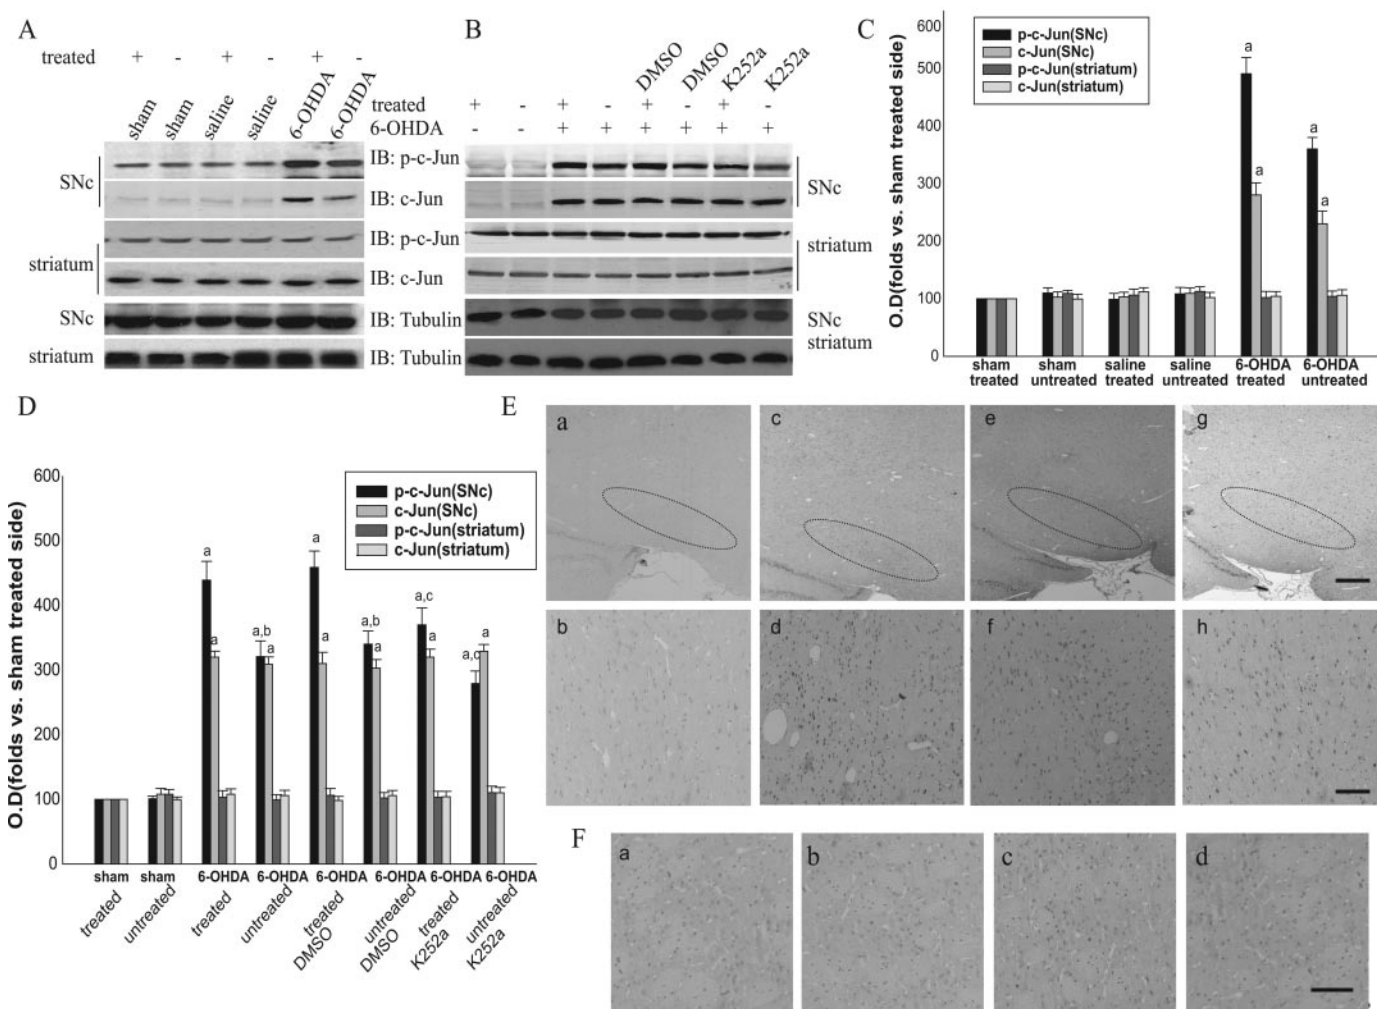 A
treated + - + - + -
sham sham saline saline 6-OHDA 6-OHDA
SNc
IB: p-c-Jun
IB: c-Jun
striatum
IB: p-c-Jun
IB: c-Jun
SNc
IB: Tubulin
striatum
IB: Tubulin
B
DMSO DMSO K252a K252a
treated + - + - + - + -
6-OHDA - - + + + + + +
SNc
striatum
SNc
striatum
C
O.D(folds vs. sham treated side)
600
500
400
300
200
100
0
p-c-Jun(SNc)
c-Jun(SNc)
p-c-Jun(striatum)
c-Jun(striatum)
a
a
a
a
sham sham saline saline 6-OHDA 6-OHDA
treated untreated treated untreated treated untreated
D
O.D(folds vs. sham treated side)
600
500
400
300
200
100
0
p-c-Jun(SNc)
c-Jun(SNc)
p-c-Jun(striatum)
c-Jun(striatum)
a
a
a,b
a
a
a
a,b
a
a,c
a
a,c
a
sham sham 6-OHDA 6-OHDA 6-OHDA 6-OHDA 6-OHDA 6-OHDA
treated untreated treated untreated treated untreated treated untreated
DMSO DMSO K252a K252a
E
a c e g
b d f h
F
a b c d